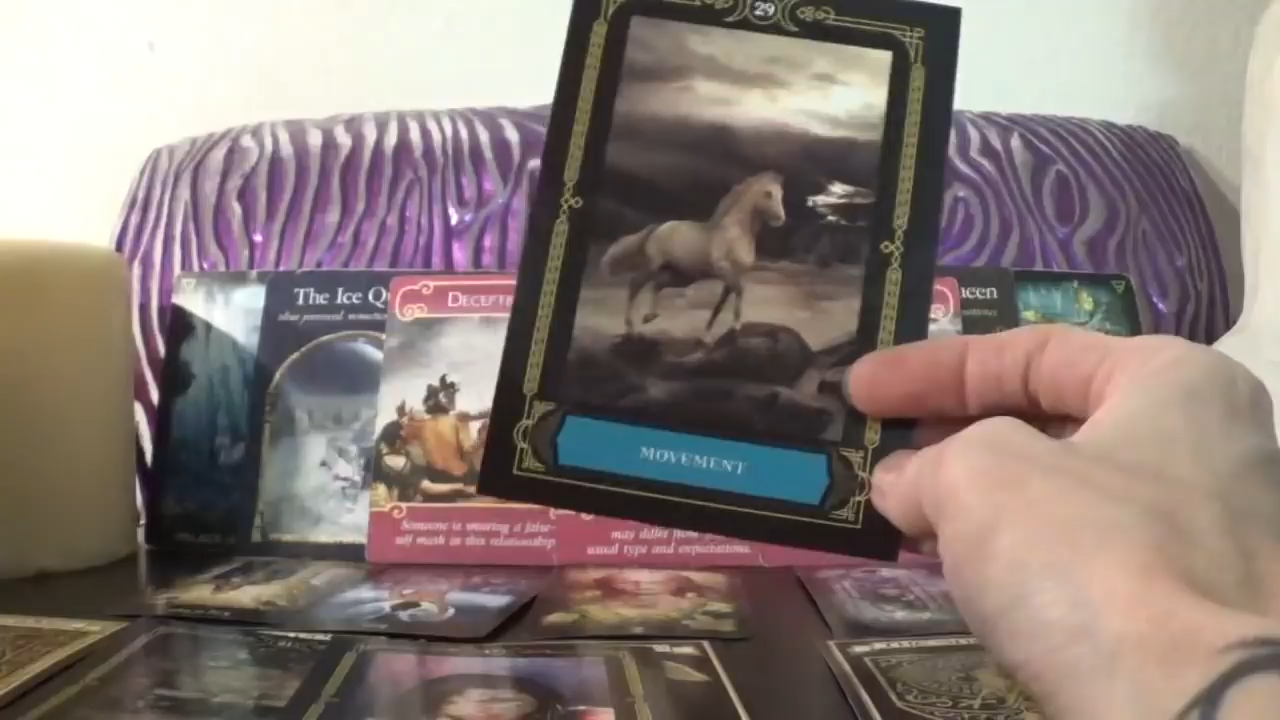 29
The Ice Qu
DECEPTI
ueen
MOVEMENT
Someone is wearing a false-
self mask in this relationship.
may differ from
usual type and expectations.